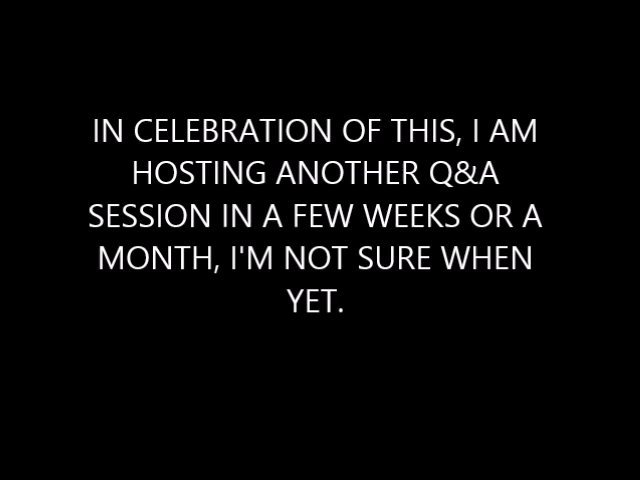 IN CELEBRATION OF THIS, I AM
HOSTING ANOTHER Q&A
SESSION IN A FEW WEEKS OR A
MONTH, I'M NOT SURE WHEN
YET.